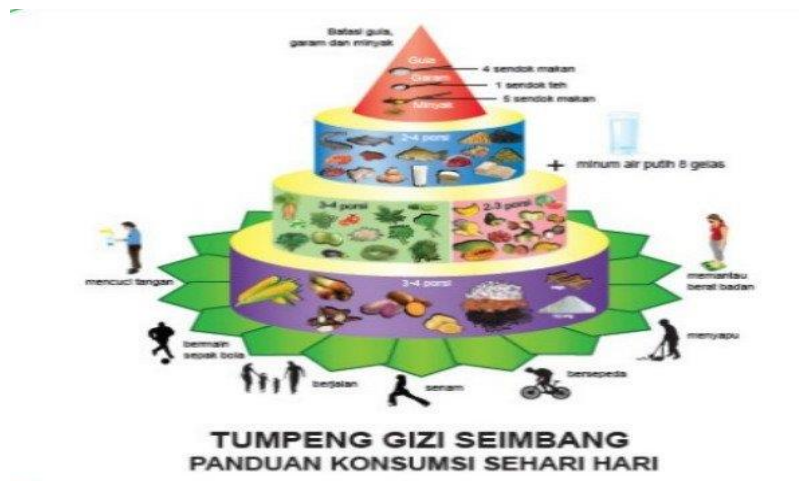 Batasi gula,
garam dan minyak
Gula
4 sendok makan
Garam
1 sendok teh
Minyak
5 sendok makan
2-4 porsi
+ minum air putih 8 gelas
3-4 porsi
2-3 porsi
3-4 porsi
mencuci tangan
memantau
berat badan
bermain
sepak bola
menyapu
berjalan
senam
bersepeda
TUMPENG GIZI SEIMBANG
PANDUAN KONSUMSI SEHARI HARI